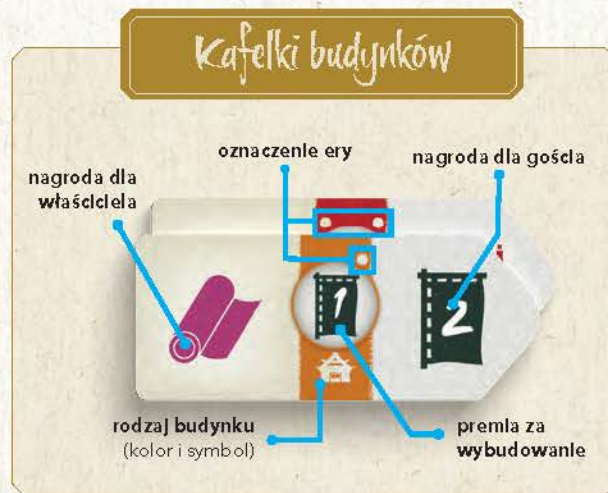 Kafelki budynków
oznaczenie ery
nagroda dla gościa
nagroda dla
właściciela
1
2
rodzaj budynku
(kolor i symbol)
premia za
wybudowanie